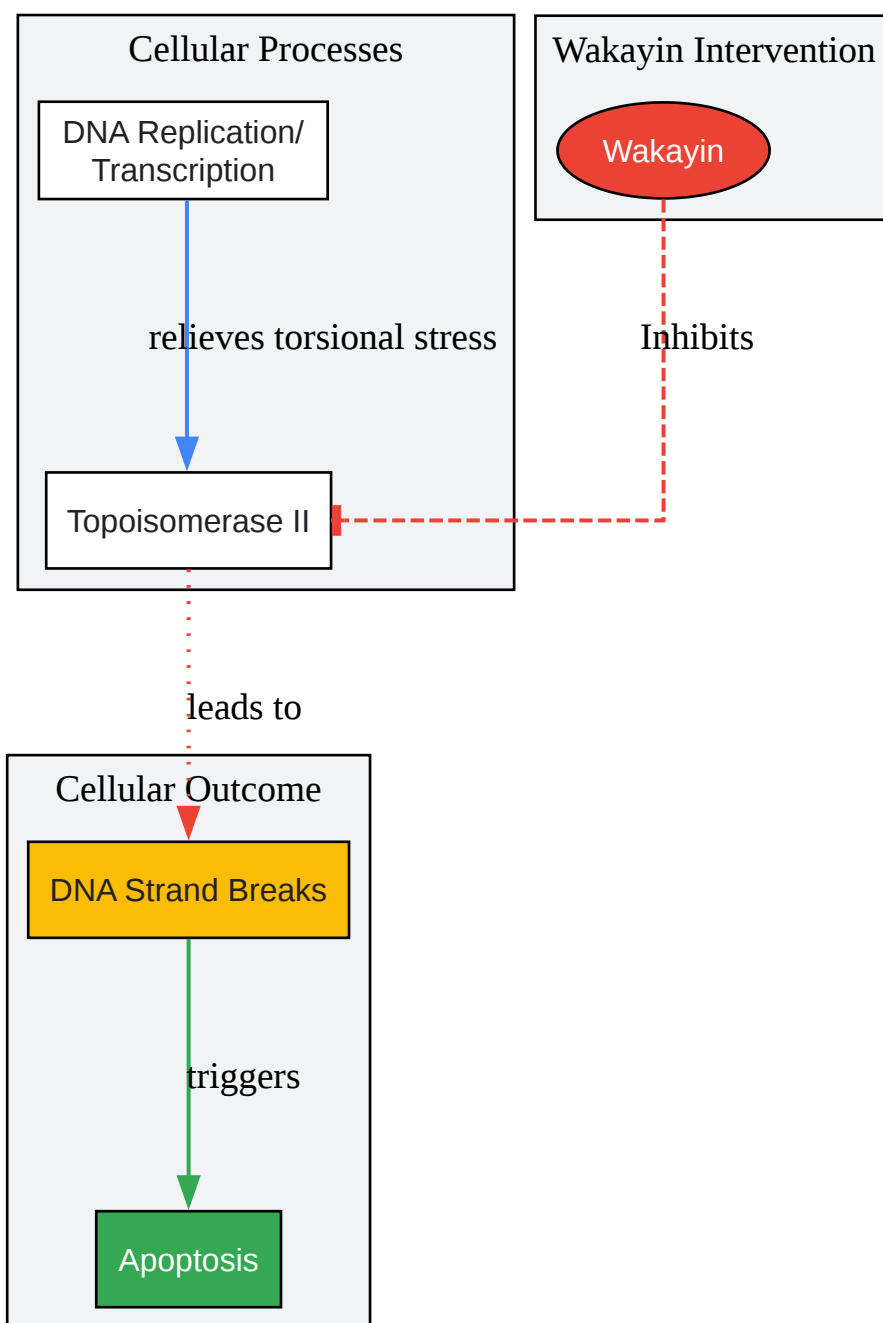 Cellular Processes
DNA Replication/
Transcription
relieves torsional stress
Topoisomerase II
Wakayin Intervention
Wakayin
Inhibits
leads to
Cellular Outcome
DNA Strand Breaks
triggers
Apoptosis